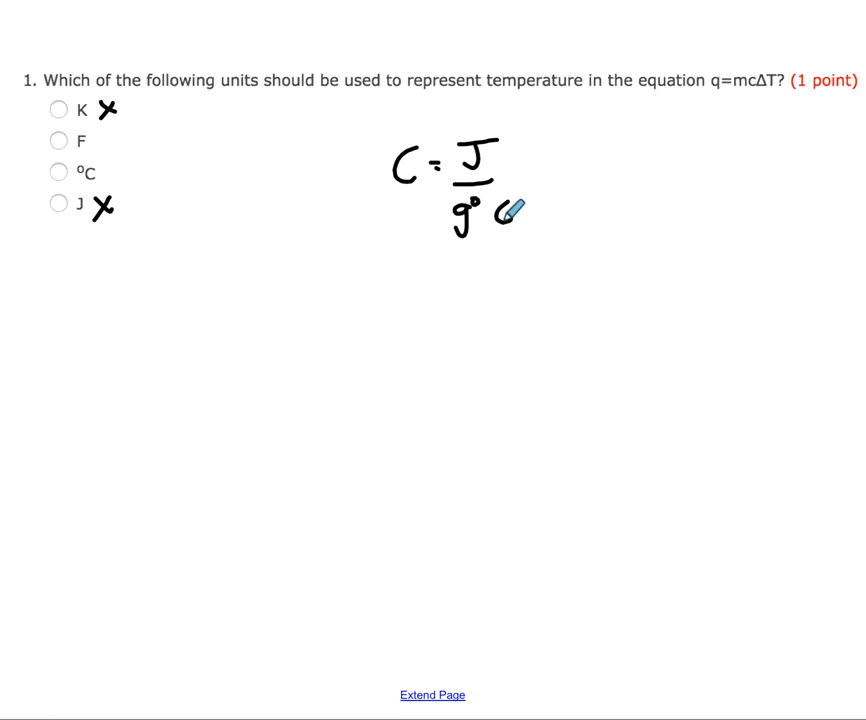 1. Which of the following units should be used to represent temperature in the equation q=mcΔT? (1 point)
K X
F
⁰C
J X
C = J
g° C
Extend Page